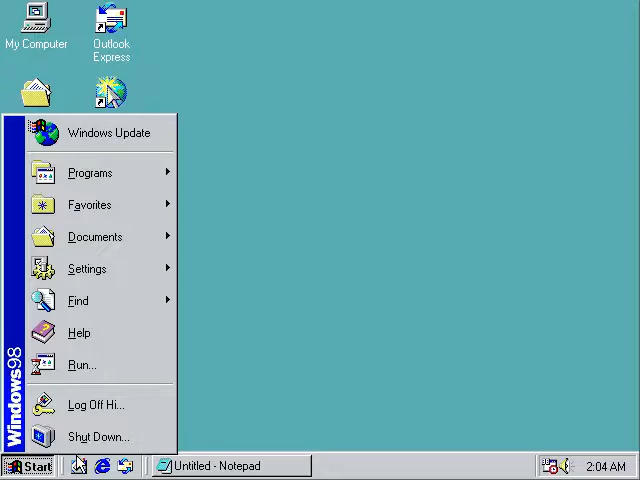 My Computer
Outlook
Express
Windows Update
Programs
Favorites
Documents
Settings
Find
Help
Run...
Log Off Hi...
Shut Down...
Windows98
Start
Untitled - Notepad
2:04 AM